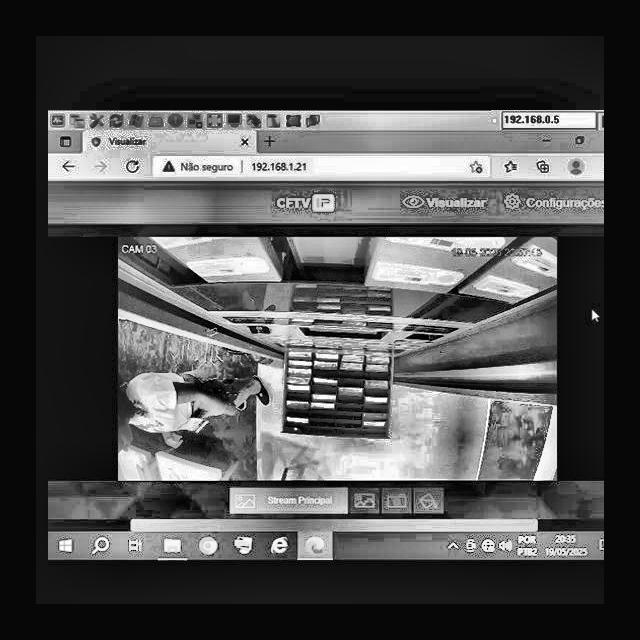 192.168.0.5
Visualizar
Não seguro | 192.168.1.21
CFTV IP Visualizar Configurações
CAM 03
Stream Principal
POR 20:35
PTB2 19/05/2025